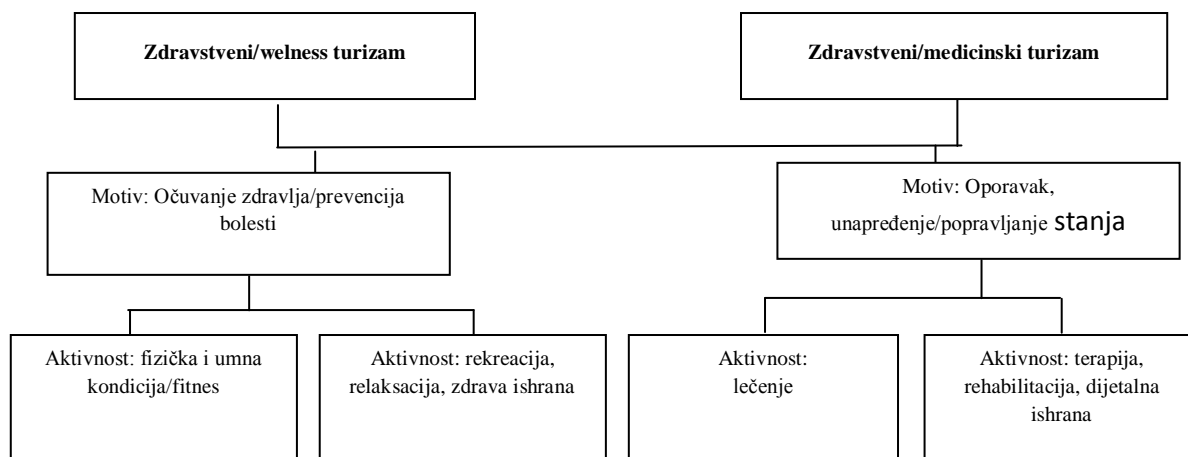 Zdravstveni/welness turizam
Zdravstveni/medicinski turizam
Motiv: Očuvanje zdravlja/prevencija
bolesti
Motiv: Oporavak,
unapređenje/popravljanje stanja
Aktivnost: fizička i umna
kondicija/fitnes
Aktivnost: rekreacija,
relaksacija, zdrava ishrana
Aktivnost:
lečenje
Aktivnost: terapija,
rehabilitacija, dijetalna
ishrana